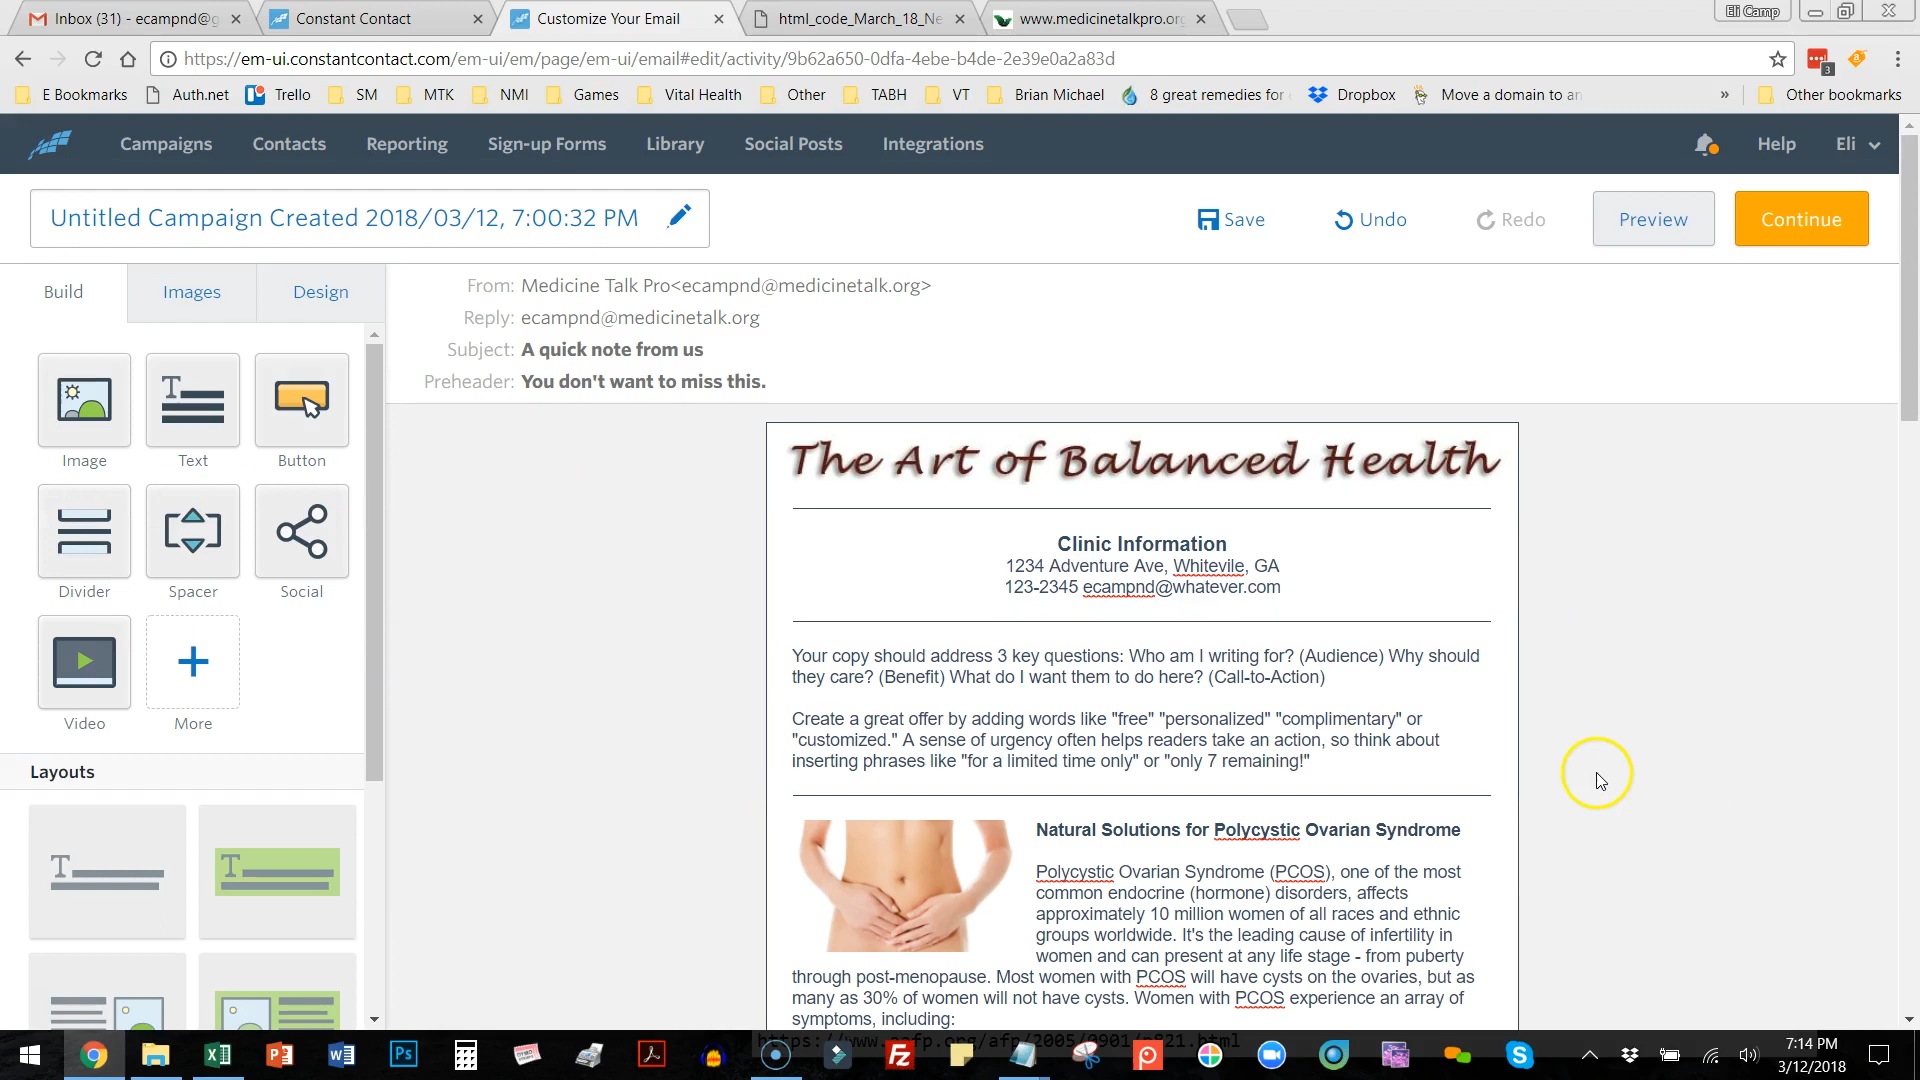 Inbox (31) - ecampnd@g
Constant Contact
Customize Your Email
html_code_March_18_Ne
www.medicinetalkpro.org
Eli Camp
https://em-ui.constantcontact.com/em-ui/em/page/em-ui/email#edit/activity/9b62a650-0dfa-4ebe-b4de-2e39e0a2a83d
3
E Bookmarks
Auth.net
Trello
SM
MTK
NMI
Games
Vital Health
Other
TABH
VT
Brian Michael
8 great remedies for
Dropbox
Move a domain to an
»
Other bookmarks
Campaigns
Contacts
Reporting
Sign-up Forms
Library
Social Posts
Integrations
Help
Eli
Untitled Campaign Created 2018/03/12, 7:00:32 PM
Save
Undo
Redo
Preview
Continue
Build
Images
Design
From: Medicine Talk Pro<ecampnd@medicinetalk.org>
Reply: ecampnd@medicinetalk.org
Subject: A quick note from us
Preheader: You don't want to miss this.
Image
Text
Button
Divider
Spacer
Social
Video
More
Layouts
The Art of Balanced Health
Clinic Information
1234 Adventure Ave, Whitevile, GA
123-2345 ecampnd@whatever.com
Your copy should address 3 key questions: Who am I writing for? (Audience) Why should
they care? (Benefit) What do I want them to do here? (Call-to-Action)
Create a great offer by adding words like "free" "personalized" "complimentary" or
"customized." A sense of urgency often helps readers take an action, so think about
inserting phrases like "for a limited time only" or "only 7 remaining!"
Natural Solutions for Polycystic Ovarian Syndrome
Polycystic Ovarian Syndrome (PCOS), one of the most
common endocrine (hormone) disorders, affects
approximately 10 million women of all races and ethnic
groups worldwide. It's the leading cause of infertility in
women and can present at any life stage - from puberty
through post-menopause. Most women with PCOS will have cysts on the ovaries, but as
many as 30% of women will not have cysts. Women with PCOS experience an array of
symptoms, including:
7:14 PM
3/12/2018